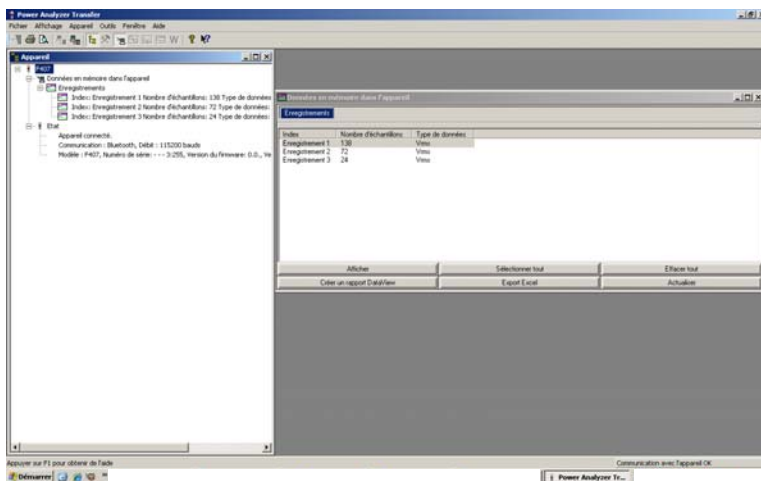 Power Analyzer Transfer
Fichier Affichage Appareil Outils Fenêtre Aide
Appareil
F407
Données en mémoire dans l'appareil
Enregistrements
Index: Enregistrement 1 Nombre d'échantillons: 138 Type de données:
Index: Enregistrement 2 Nombre d'échantillons: 72 Type de données:
Index: Enregistrement 3 Nombre d'échantillons: 24 Type de données:
Etat
Appareil connecté.
Communication : Bluetooth, Débit : 115200 bauds
Modèle : F407, Numéro de série: - - - 3:255, Version du firmware: 0.0., Ve
Données en mémoire dans l'appareil
Enregistrements
Index Nombre d'échantillons Type de données
Enregistrement 1 138 Vrms
Enregistrement 2 72 Vrms
Enregistrement 3 24 Vrms
Afficher Sélectionner tout Effacer tout
Créer un rapport DataView Export Excel Actualiser
Appuyer sur F1 pour obtenir de l'aide
Communication avec l'appareil OK
Démarrer
Power Analyzer Tr...